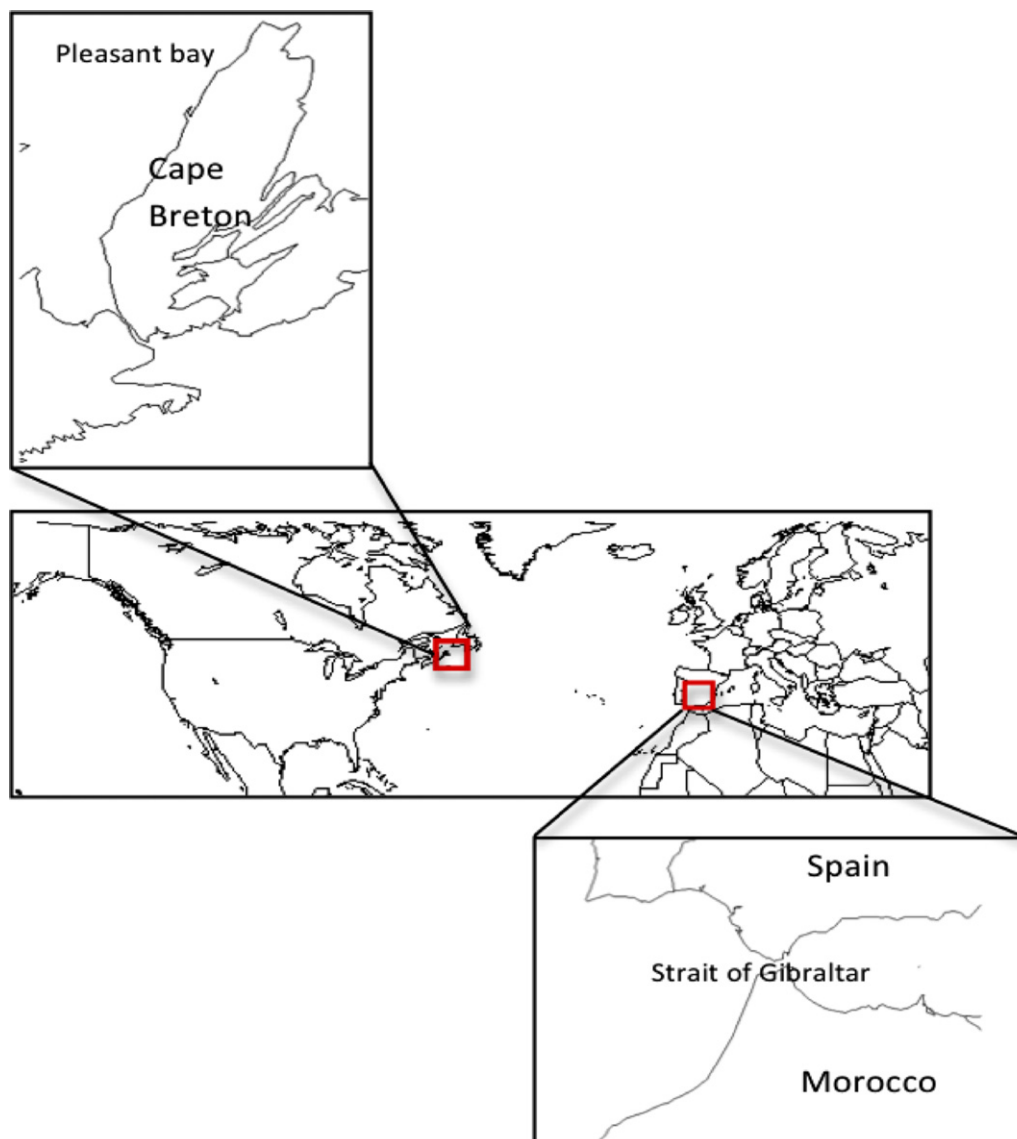 Pleasant bay
Cape
Breton
Spain
Strait of Gibraltar
Morocco